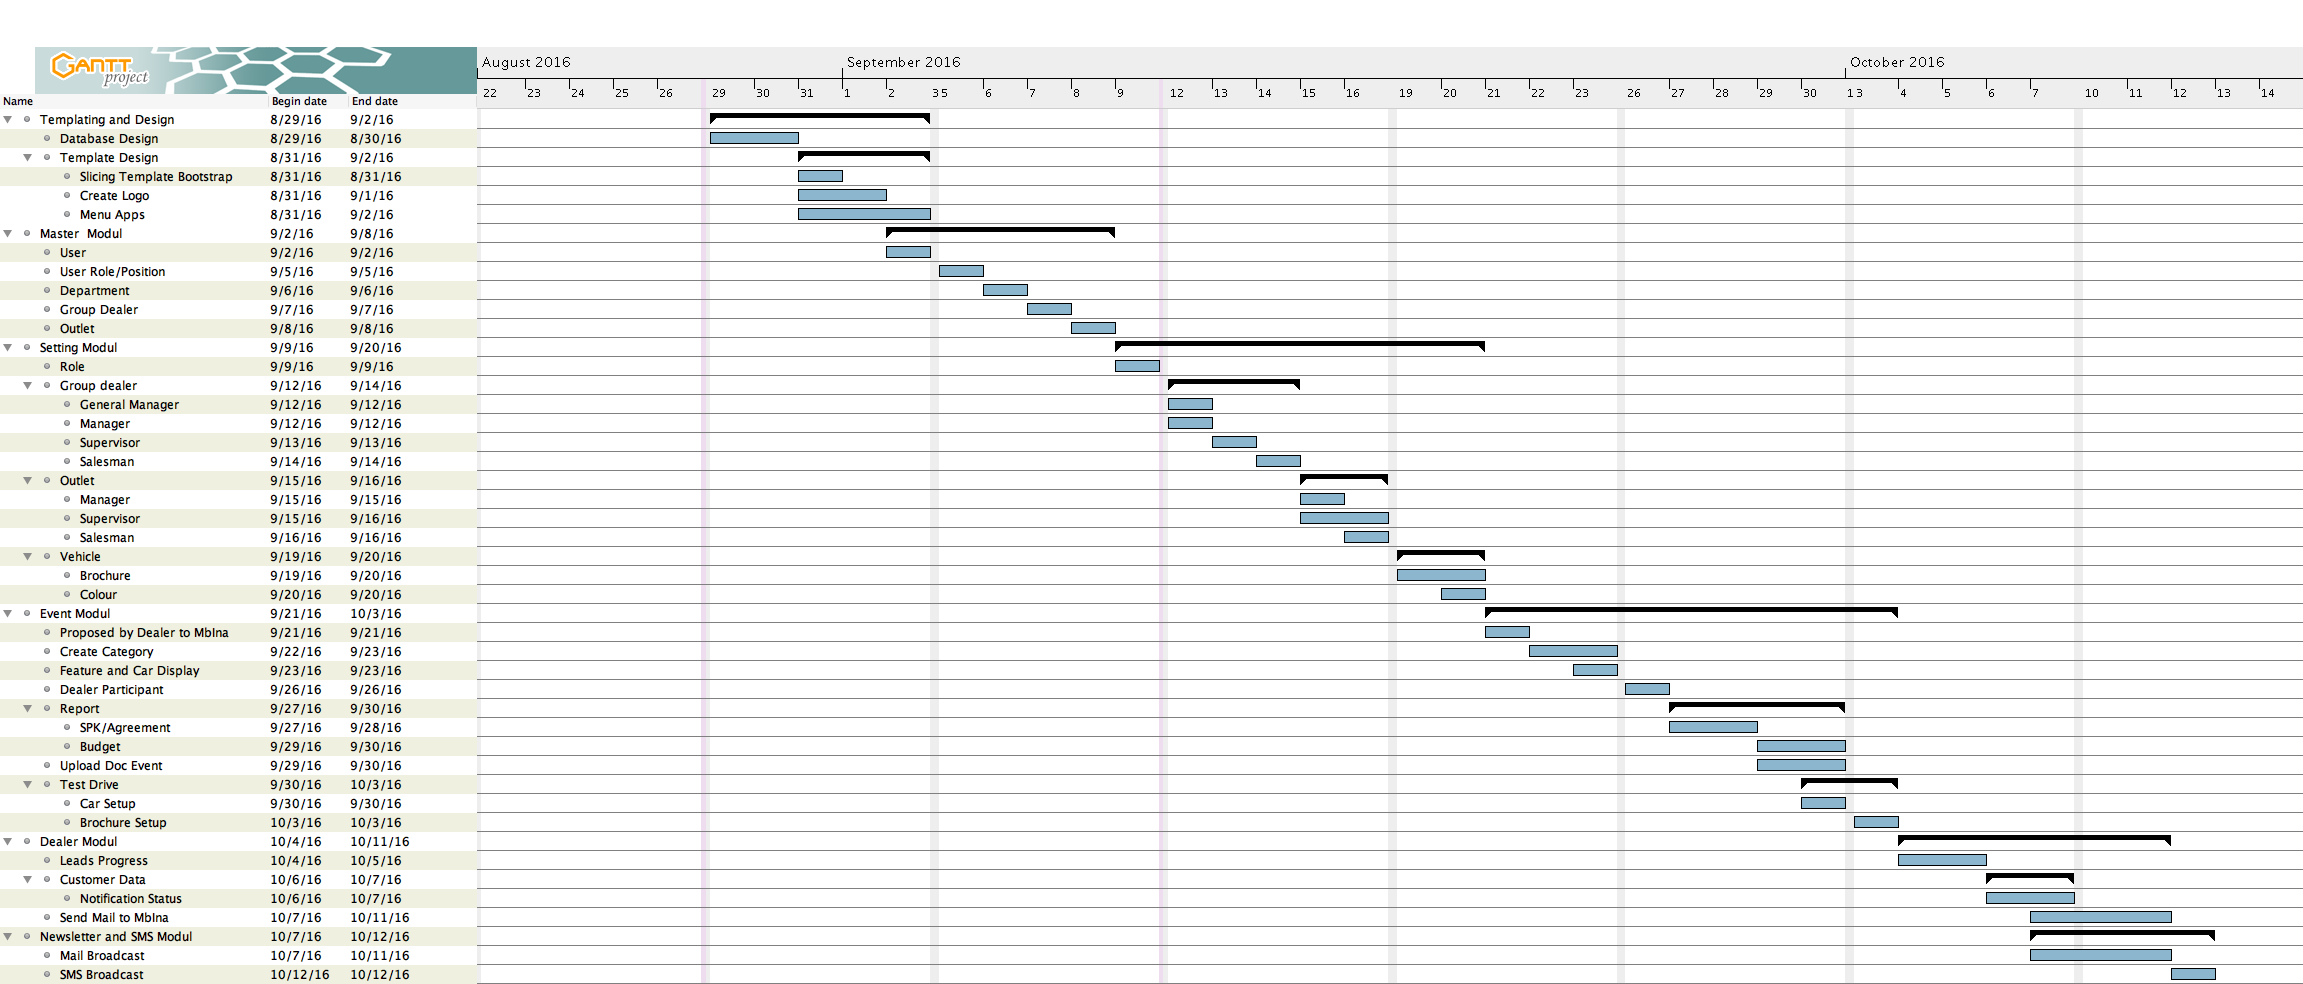 GANTT
project
August 2016 September 2016 October 2016
22 23 24 25 26 29 30 31 1 2 35 6 7 8 9 12 13 14 15 16 19 20 21 22 23 26 27 28 29 30 13 4 5 6 7 10 11 12 13 14
Name Begin date End date
Templating and Design 8/29/16 9/2/16
Database Design 8/29/16 8/30/16
Template Design 8/31/16 9/2/16
Slicing Template Bootstrap 8/31/16 8/31/16
Create Logo 8/31/16 9/1/16
Menu Apps 8/31/16 9/2/16
Master Modul 9/2/16 9/8/16
User 9/2/16 9/2/16
User Role/Position 9/5/16 9/5/16
Department 9/6/16 9/6/16
Group Dealer 9/7/16 9/7/16
Outlet 9/8/16 9/8/16
Setting Modul 9/9/16 9/20/16
Role 9/9/16 9/9/16
Group dealer 9/12/16 9/14/16
General Manager 9/12/16 9/12/16
Manager 9/12/16 9/12/16
Supervisor 9/13/16 9/13/16
Salesman 9/14/16 9/14/16
Outlet 9/15/16 9/16/16
Manager 9/15/16 9/15/16
Supervisor 9/15/16 9/16/16
Salesman 9/16/16 9/16/16
Vehicle 9/19/16 9/20/16
Brochure 9/19/16 9/20/16
Colour 9/20/16 9/20/16
Event Modul 9/21/16 10/3/16
Proposed by Dealer to MbIna 9/21/16 9/21/16
Create Category 9/22/16 9/23/16
Feature and Car Display 9/23/16 9/23/16
Dealer Participant 9/26/16 9/26/16
Report 9/27/16 9/30/16
SPK/Agreement 9/27/16 9/28/16
Budget 9/29/16 9/30/16
Upload Doc Event 9/29/16 9/30/16
Test Drive 9/30/16 10/3/16
Car Setup 9/30/16 9/30/16
Brochure Setup 10/3/16 10/3/16
Dealer Modul 10/4/16 10/11/16
Leads Progress 10/4/16 10/5/16
Customer Data 10/6/16 10/7/16
Notification Status 10/6/16 10/7/16
Send Mail to MbIna 10/7/16 10/11/16
Newsletter and SMS Modul 10/7/16 10/12/16
Mail Broadcast 10/7/16 10/11/16
SMS Broadcast 10/12/16 10/12/16